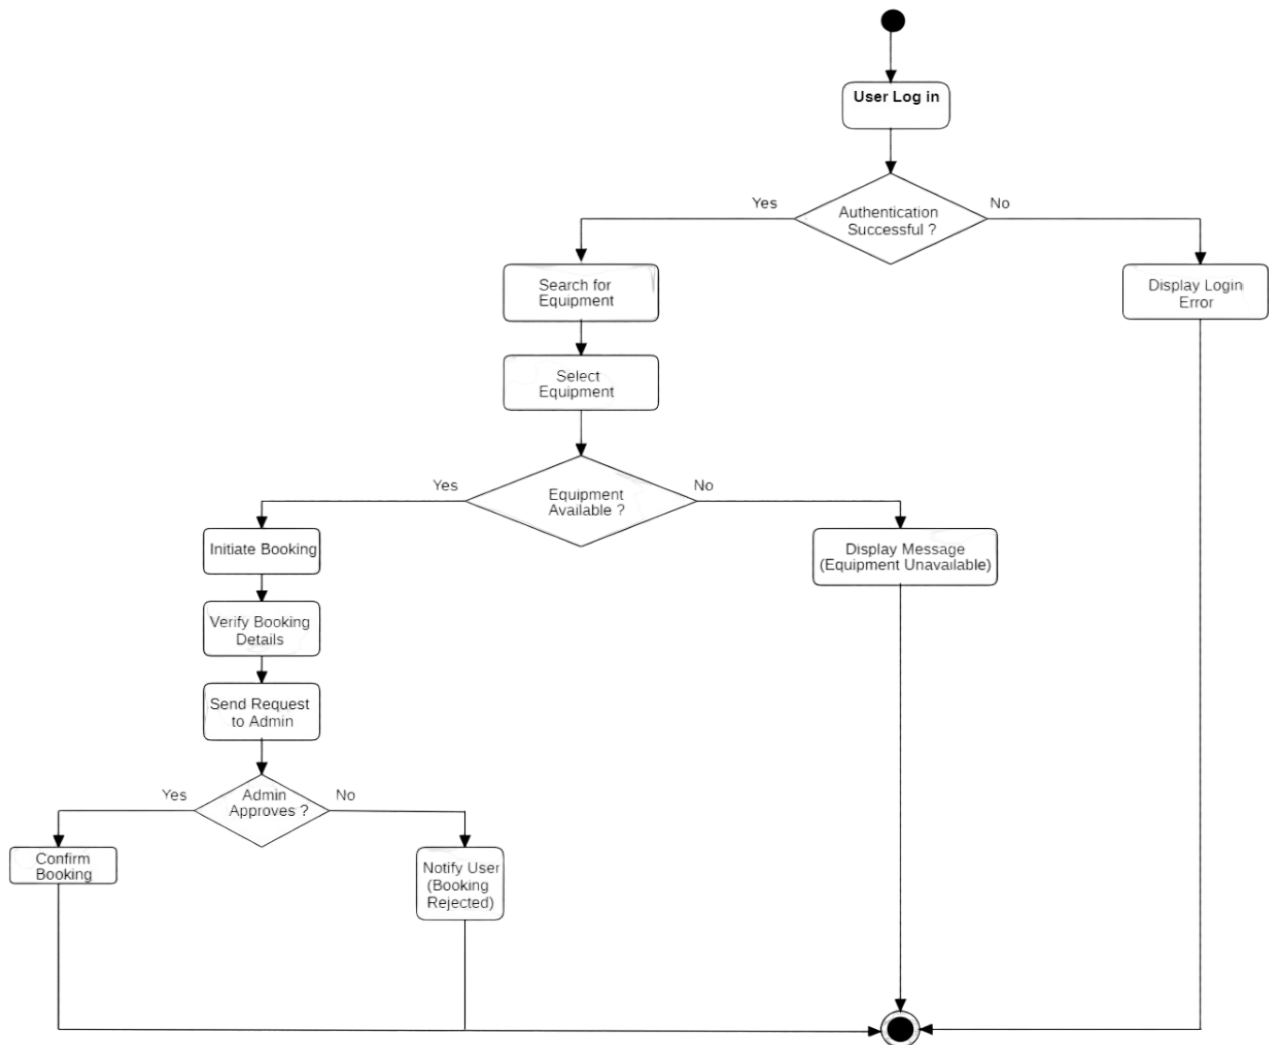 User Log in
Authentication
Successful ?
Yes
No
Search for
Equipment
Display Login
Error
Select
Equipment
Equipment
Available ?
Yes
No
Initiate Booking
Display Message
(Equipment Unavailable)
Verify Booking
Details
Send Request
to Admin
Admin
Approves ?
Yes
No
Confirm
Booking
Notify User
(Booking
Rejected)